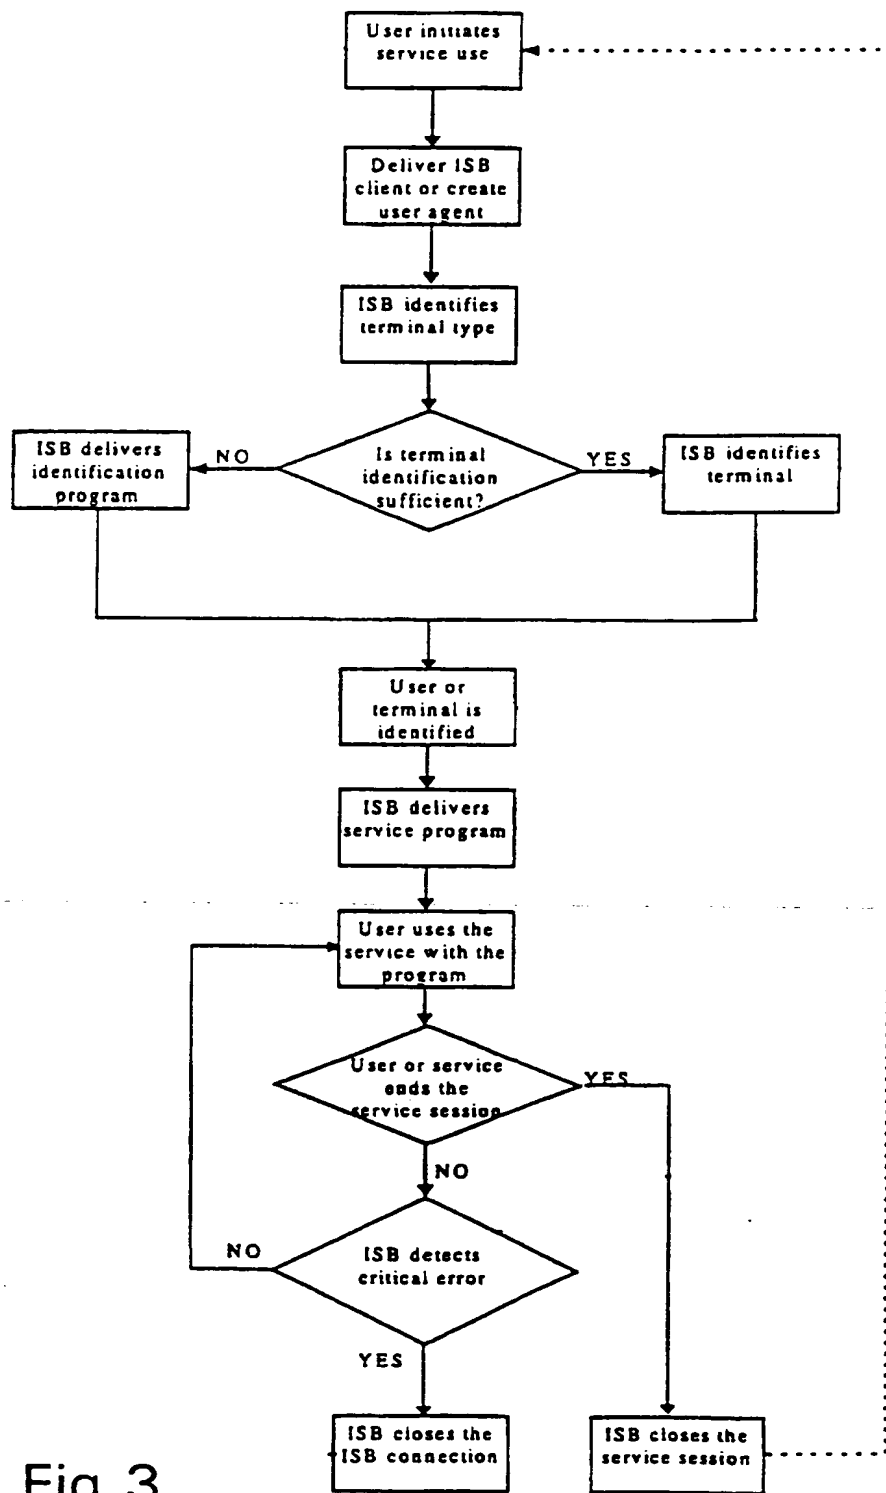 User initiates
service use
Deliver ISB
client or create
user agent
ISB identifies
terminal type
ISB delivers
identification
program
NO
Is terminal
identification
sufficient?
YES
ISB identifies
terminal
User or
terminal is
identified
ISB delivers
service program
User uses the
service with the
program
User or service
ends the
service session
YES
NO
NO
ISB detects
critical error
YES
ISB closes the
ISB connection
ISB closes the
service session
Fig. 3